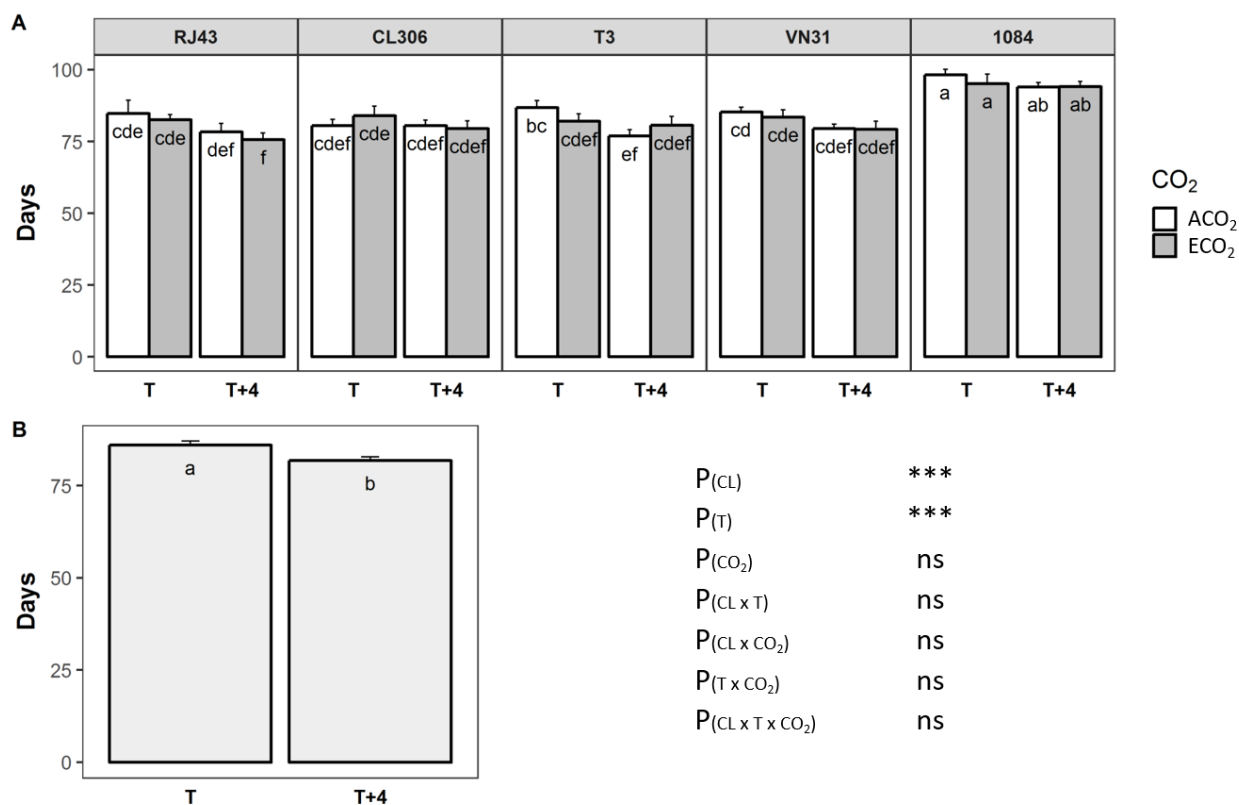 A
RJ43 CL306 T3 VN31 1084
100
75
50
25
0
Days
cde cde def f
cdef cde cdef cdef
bc cdef ef cdef
cd cde cdef cdef
a a ab ab
T T+4 T T+4 T T+4 T T+4 T T+4
CO₂
ACO₂
ECO₂
B
75
50
25
0
Days
a b
T T+4
P(CL) ***
P(T) ***
P(CO₂) ns
P(CL x T) ns
P(CL x CO₂) ns
P(T x CO₂) ns
P(CL x T x CO₂) ns